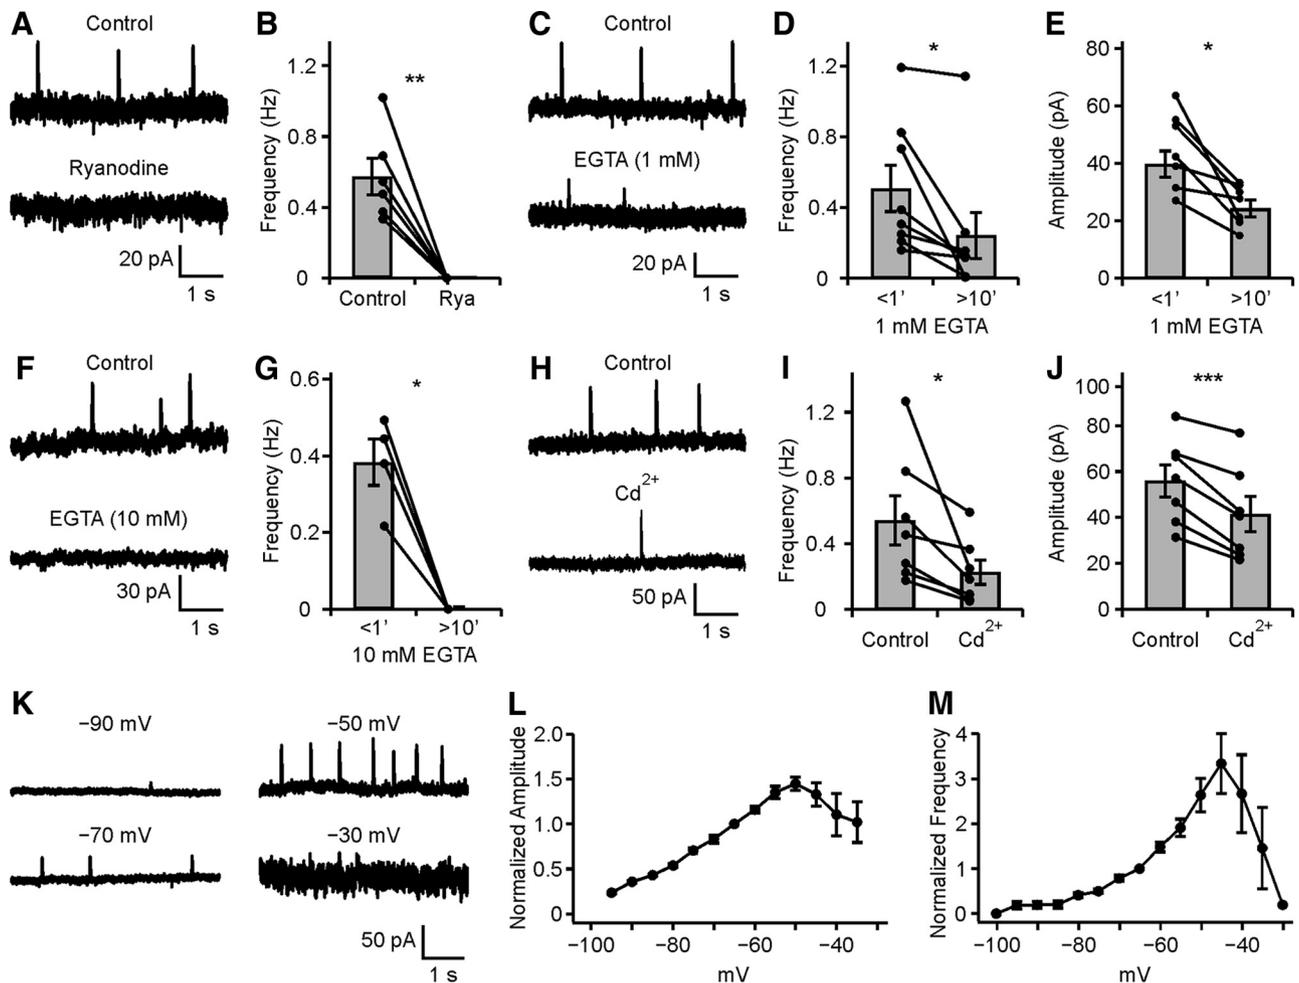 A
Control
Ryanodine
20 pA
1 s
B
**
Frequency (Hz)
1.2
0.8
0.4
0
Control Rya
C
Control
EGTA (1 mM)
20 pA
1 s
D
*
Frequency (Hz)
1.2
0.8
0.4
0
<1' >10'
1 mM EGTA
E
*
Amplitude (pA)
80
60
40
20
0
<1' >10'
1 mM EGTA
F
Control
EGTA (10 mM)
30 pA
1 s
G
*
Frequency (Hz)
0.6
0.4
0.2
0
<1' >10'
10 mM EGTA
H
Control
Cd2+
50 pA
1 s
I
*
Frequency (Hz)
1.2
0.8
0.4
0
Control Cd2+
J
***
Amplitude (pA)
100
80
60
40
20
0
Control Cd2+
K
−90 mV
−50 mV
−70 mV
−30 mV
50 pA
1 s
L
Normalized Amplitude
2.0
1.5
1.0
0.5
0
−100 −80 −60 −40
mV
M
Normalized Frequency
4
3
2
1
0
−100 −80 −60 −40
mV